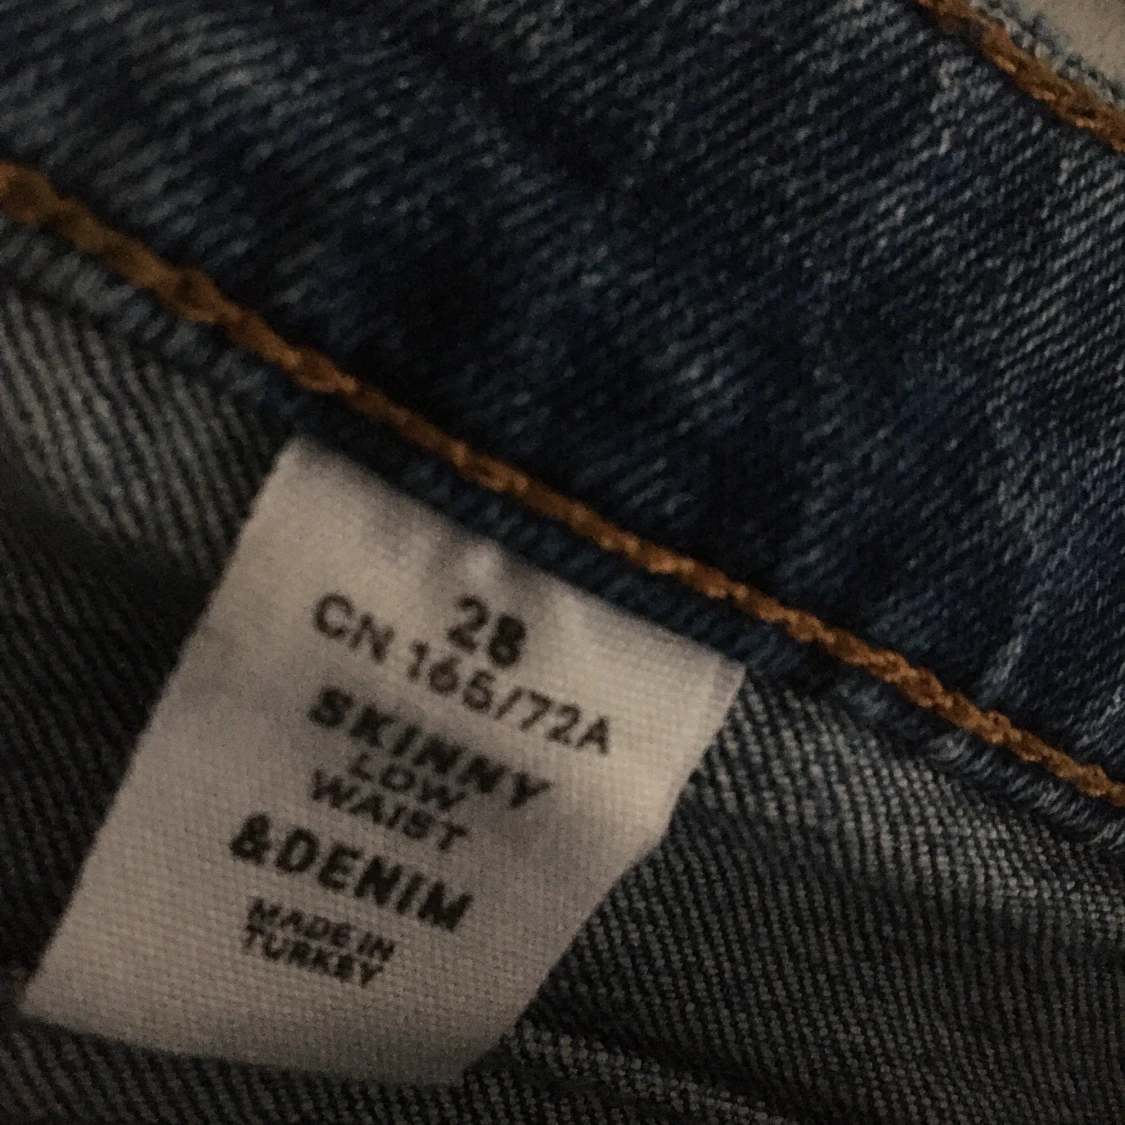 28
CN 165/72A
SKINNY
LOW
WAIST
&DENIM
MADE IN
TURKEY